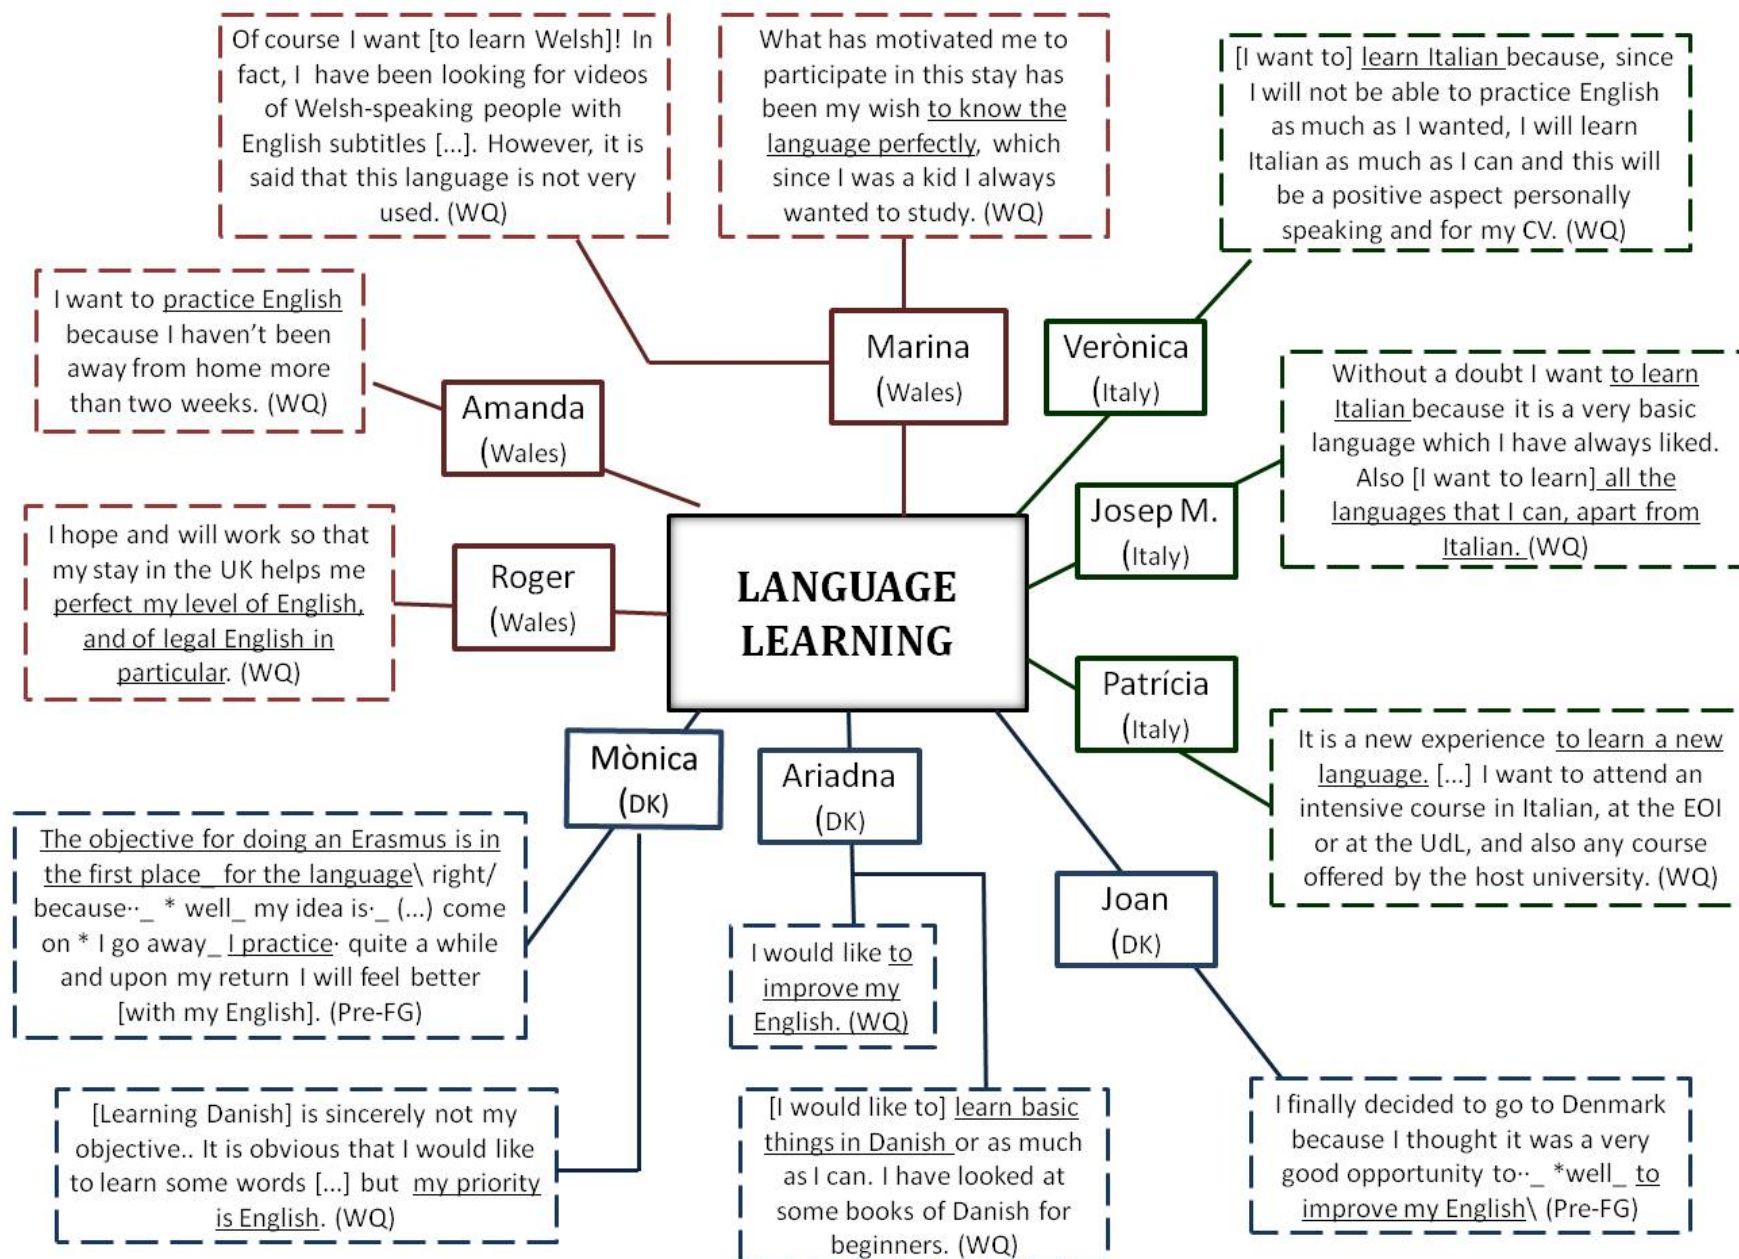 Of course I want [to learn Welsh]! In
fact, I have been looking for videos
of Welsh-speaking people with
English subtitles [...]. However, it is
said that this language is not very
used. (WQ)
What has motivated me to
participate in this stay has
been my wish to know the
language perfectly, which
since I was a kid I always
wanted to study. (WQ)
[I want to] learn Italian because, since
I will not be able to practice English
as much as I wanted, I will learn
Italian as much as I can and this will
be a positive aspect personally
speaking and for my CV. (WQ)
I want to practice English
because I haven't been
away from home more
than two weeks. (WQ)
Amanda
(Wales)
Marina
(Wales)
Verònica
(Italy)
Without a doubt I want to learn
Italian because it is a very basic
language which I have always liked.
Also [I want to learn] all the
languages that I can, apart from
Italian. (WQ)
Josep M.
(Italy)
I hope and will work so that
my stay in the UK helps me
perfect my level of English,
and of legal English in
particular. (WQ)
Roger
(Wales)
LANGUAGE
LEARNING
Patrícia
(Italy)
It is a new experience to learn a new
language. [...] I want to attend an
intensive course in Italian, at the EOI
or at the UdL, and also any course
offered by the host university. (WQ)
Mònica
(DK)
Ariadna
(DK)
Joan
(DK)
The objective for doing an Erasmus is in
the first place_ for the language\ right/
because··_ * well_ my idea is·_ (...) come
on * I go away_ I practice· quite a while
and upon my return I will feel better
[with my English]. (Pre-FG)
I would like to
improve my
English. (WQ)
[Learning Danish] is sincerely not my
objective.. It is obvious that I would like
to learn some words [...] but my priority
is English. (WQ)
[I would like to] learn basic
things in Danish or as much
as I can. I have looked at
some books of Danish for
beginners. (WQ)
I finally decided to go to Denmark
because I thought it was a very
good opportunity to··_ *well_ to
improve my English\ (Pre-FG)